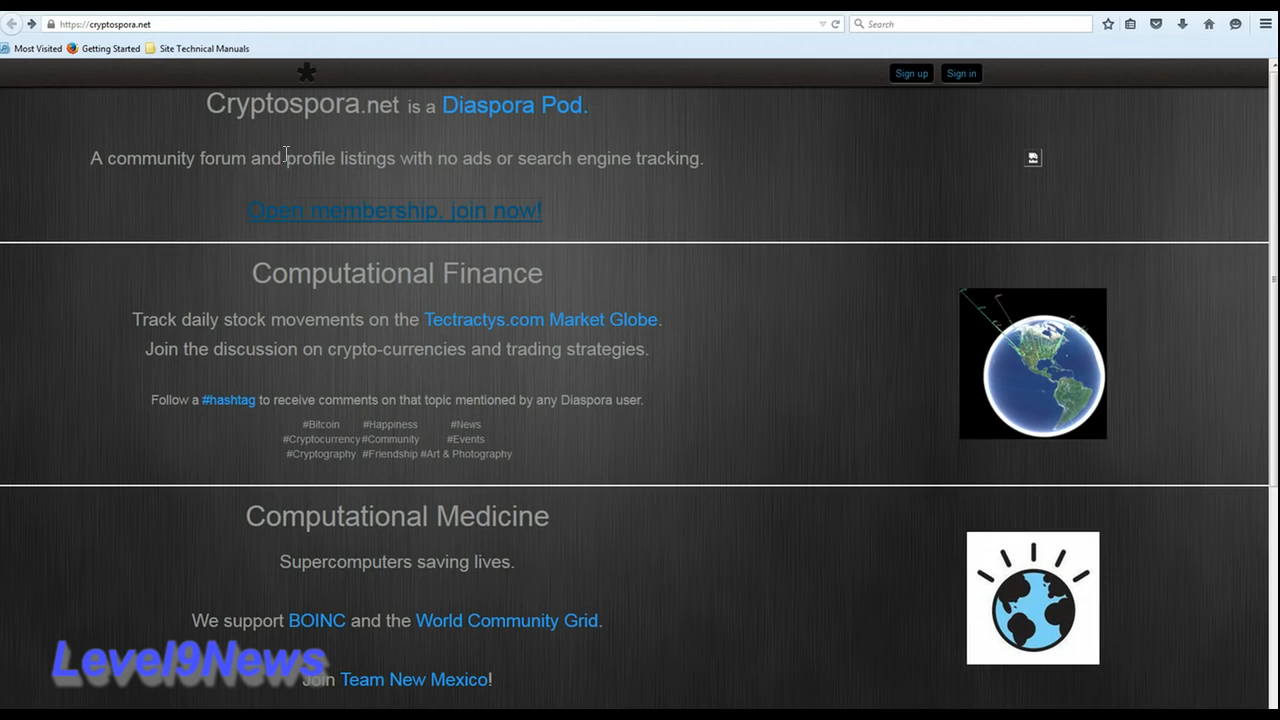 https://cryptospora.net
Search
Most Visited Getting Started Site Technical Manuals
Sign up Sign in
Cryptospora.net is a Diaspora Pod.
A community forum and profile listings with no ads or search engine tracking.
Open membership, join now!
Computational Finance
Track daily stock movements on the Tectractys.com Market Globe.
Join the discussion on crypto-currencies and trading strategies.
Follow a #hashtag to receive comments on that topic mentioned by any Diaspora user.
#Bitcoin #Happiness #News
#Cryptocurrency #Community #Events
#Cryptography #Friendship #Art & Photography
Computational Medicine
Supercomputers saving lives.
We support BOINC and the World Community Grid.
Level9News
Join Team New Mexico!